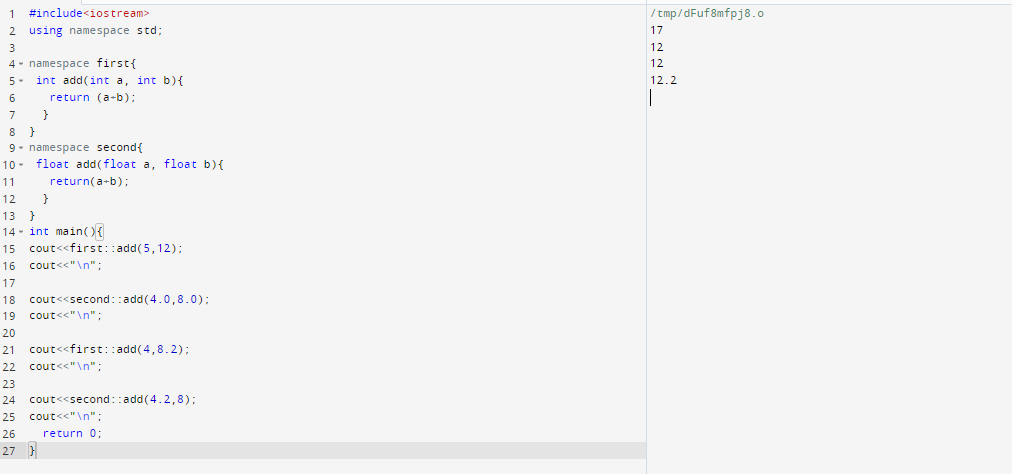 1 #include<iostream>
2 using namespace std;
3
4 namespace first{
5 int add(int a, int b){
6 return (a+b);
7 }
8 }
9 namespace second{
10 float add(float a, float b){
11 return(a+b);
12 }
13 }
14 int main(){
15 cout<<first::add(5,12);
16 cout<<"\n";
17
18 cout<<second::add(4.0,8.0);
19 cout<<"\n";
20
21 cout<<first::add(4,8.2);
22 cout<<"\n";
23
24 cout<<second::add(4.2,8);
25 cout<<"\n";
26 return 0;
27 }
/tmp/dFuf8mfpj8.o
17
12
12
12.2